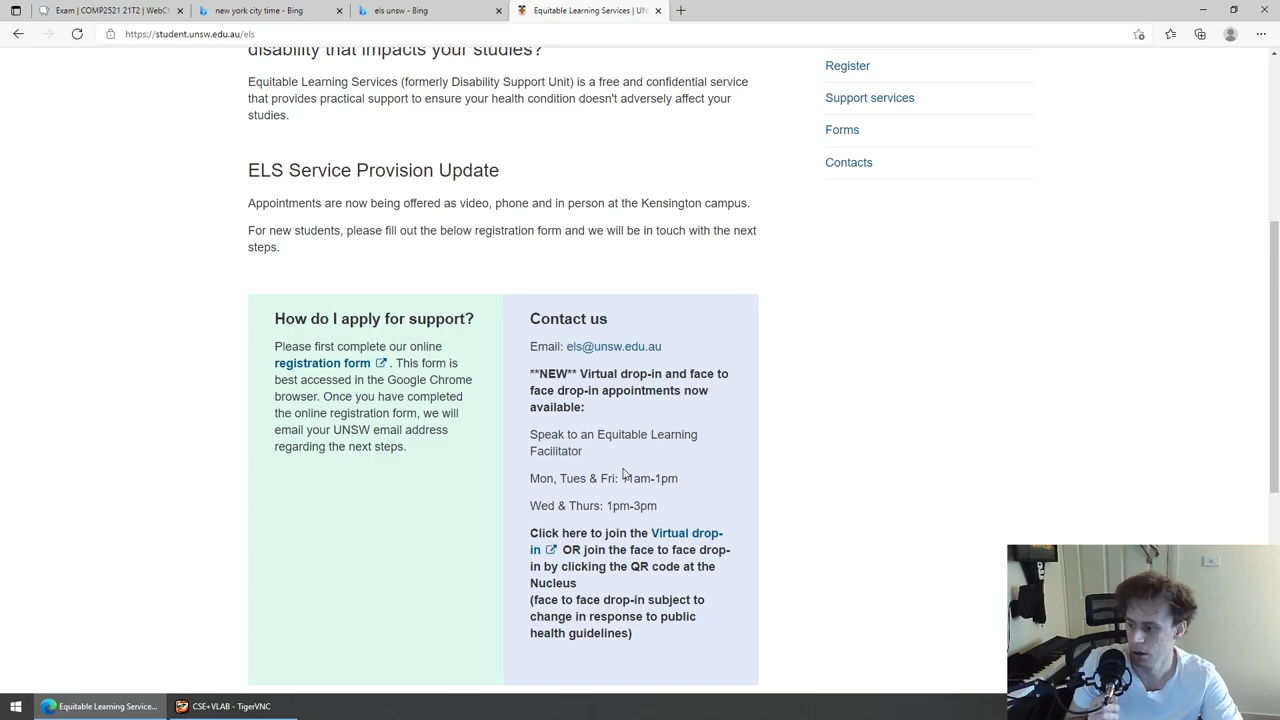 Exam | COMP2521 21T2 | WebC
new york city time - Bing
els unsw - Bing
Equitable Learning Services | UN
https://student.unsw.edu.au/els
disability that impacts your studies?
Equitable Learning Services (formerly Disability Support Unit) is a free and confidential service
that provides practical support to ensure your health condition doesn't adversely affect your
studies.
ELS Service Provision Update
Appointments are now being offered as video, phone and in person at the Kensington campus.
For new students, please fill out the below registration form and we will be in touch with the next
steps.
Register
Support services
Forms
Contacts
How do I apply for support?
Please first complete our online
registration form . This form is
best accessed in the Google Chrome
browser. Once you have completed
the online registration form, we will
email your UNSW email address
regarding the next steps.
Contact us
Email: els@unsw.edu.au
**NEW** Virtual drop-in and face to
face drop-in appointments now
available:
Speak to an Equitable Learning
Facilitator
Mon, Tues & Fri: 11am-1pm
Wed & Thurs: 1pm-3pm
Click here to join the Virtual drop-
in OR join the face to face drop-
in by clicking the QR code at the
Nucleus
(face to face drop-in subject to
change in response to public
health guidelines)
Equitable Learning Service...
CSE+VLAB - TigerVNC